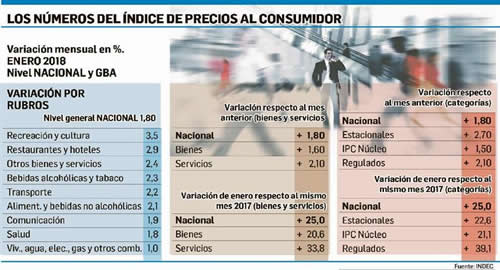 LOS NÚMEROS DEL ÍNDICE DE PRECIOS AL CONSUMIDOR
Variación mensual en %.
ENERO 2018
Nivel NACIONAL y GBA
VARIACIÓN POR
RUBROS
Nivel general NACIONAL 1,80
Recreación y cultura 3,5
Restaurantes y hoteles 2,9
Otros bienes y servicios 2,4
Bebidas alcohólicas y tabaco 2,3
Transporte 2,2
Aliment. y bebidas no alcohólicas 2,1
Comunicación 1,9
Salud 1,8
Viv., agua, elec., gas y otros comb. 1,0
Variación respecto al mes
anterior (bienes y servicios
Nacional + 1,80
Bienes + 1,60
Servicios + 2,10
Variación de enero respecto al mismo
mes 2017 (bienes y servicios)
Nacional + 25,0
Bienes + 20,6
Servicios + 33,8
Variación respecto
al mes anterior (categorías)
Nacional + 1,80
Estacionales + 2,70
IPC Núcleo + 1,50
Regulados + 2,10
Variación de enero respecto al
mismo mes 2017 (categorías)
Nacional + 25,0
Estacionales + 22,6
IPC Núcleo + 21,1
Regulados + 39,1
Fuente: INDEC